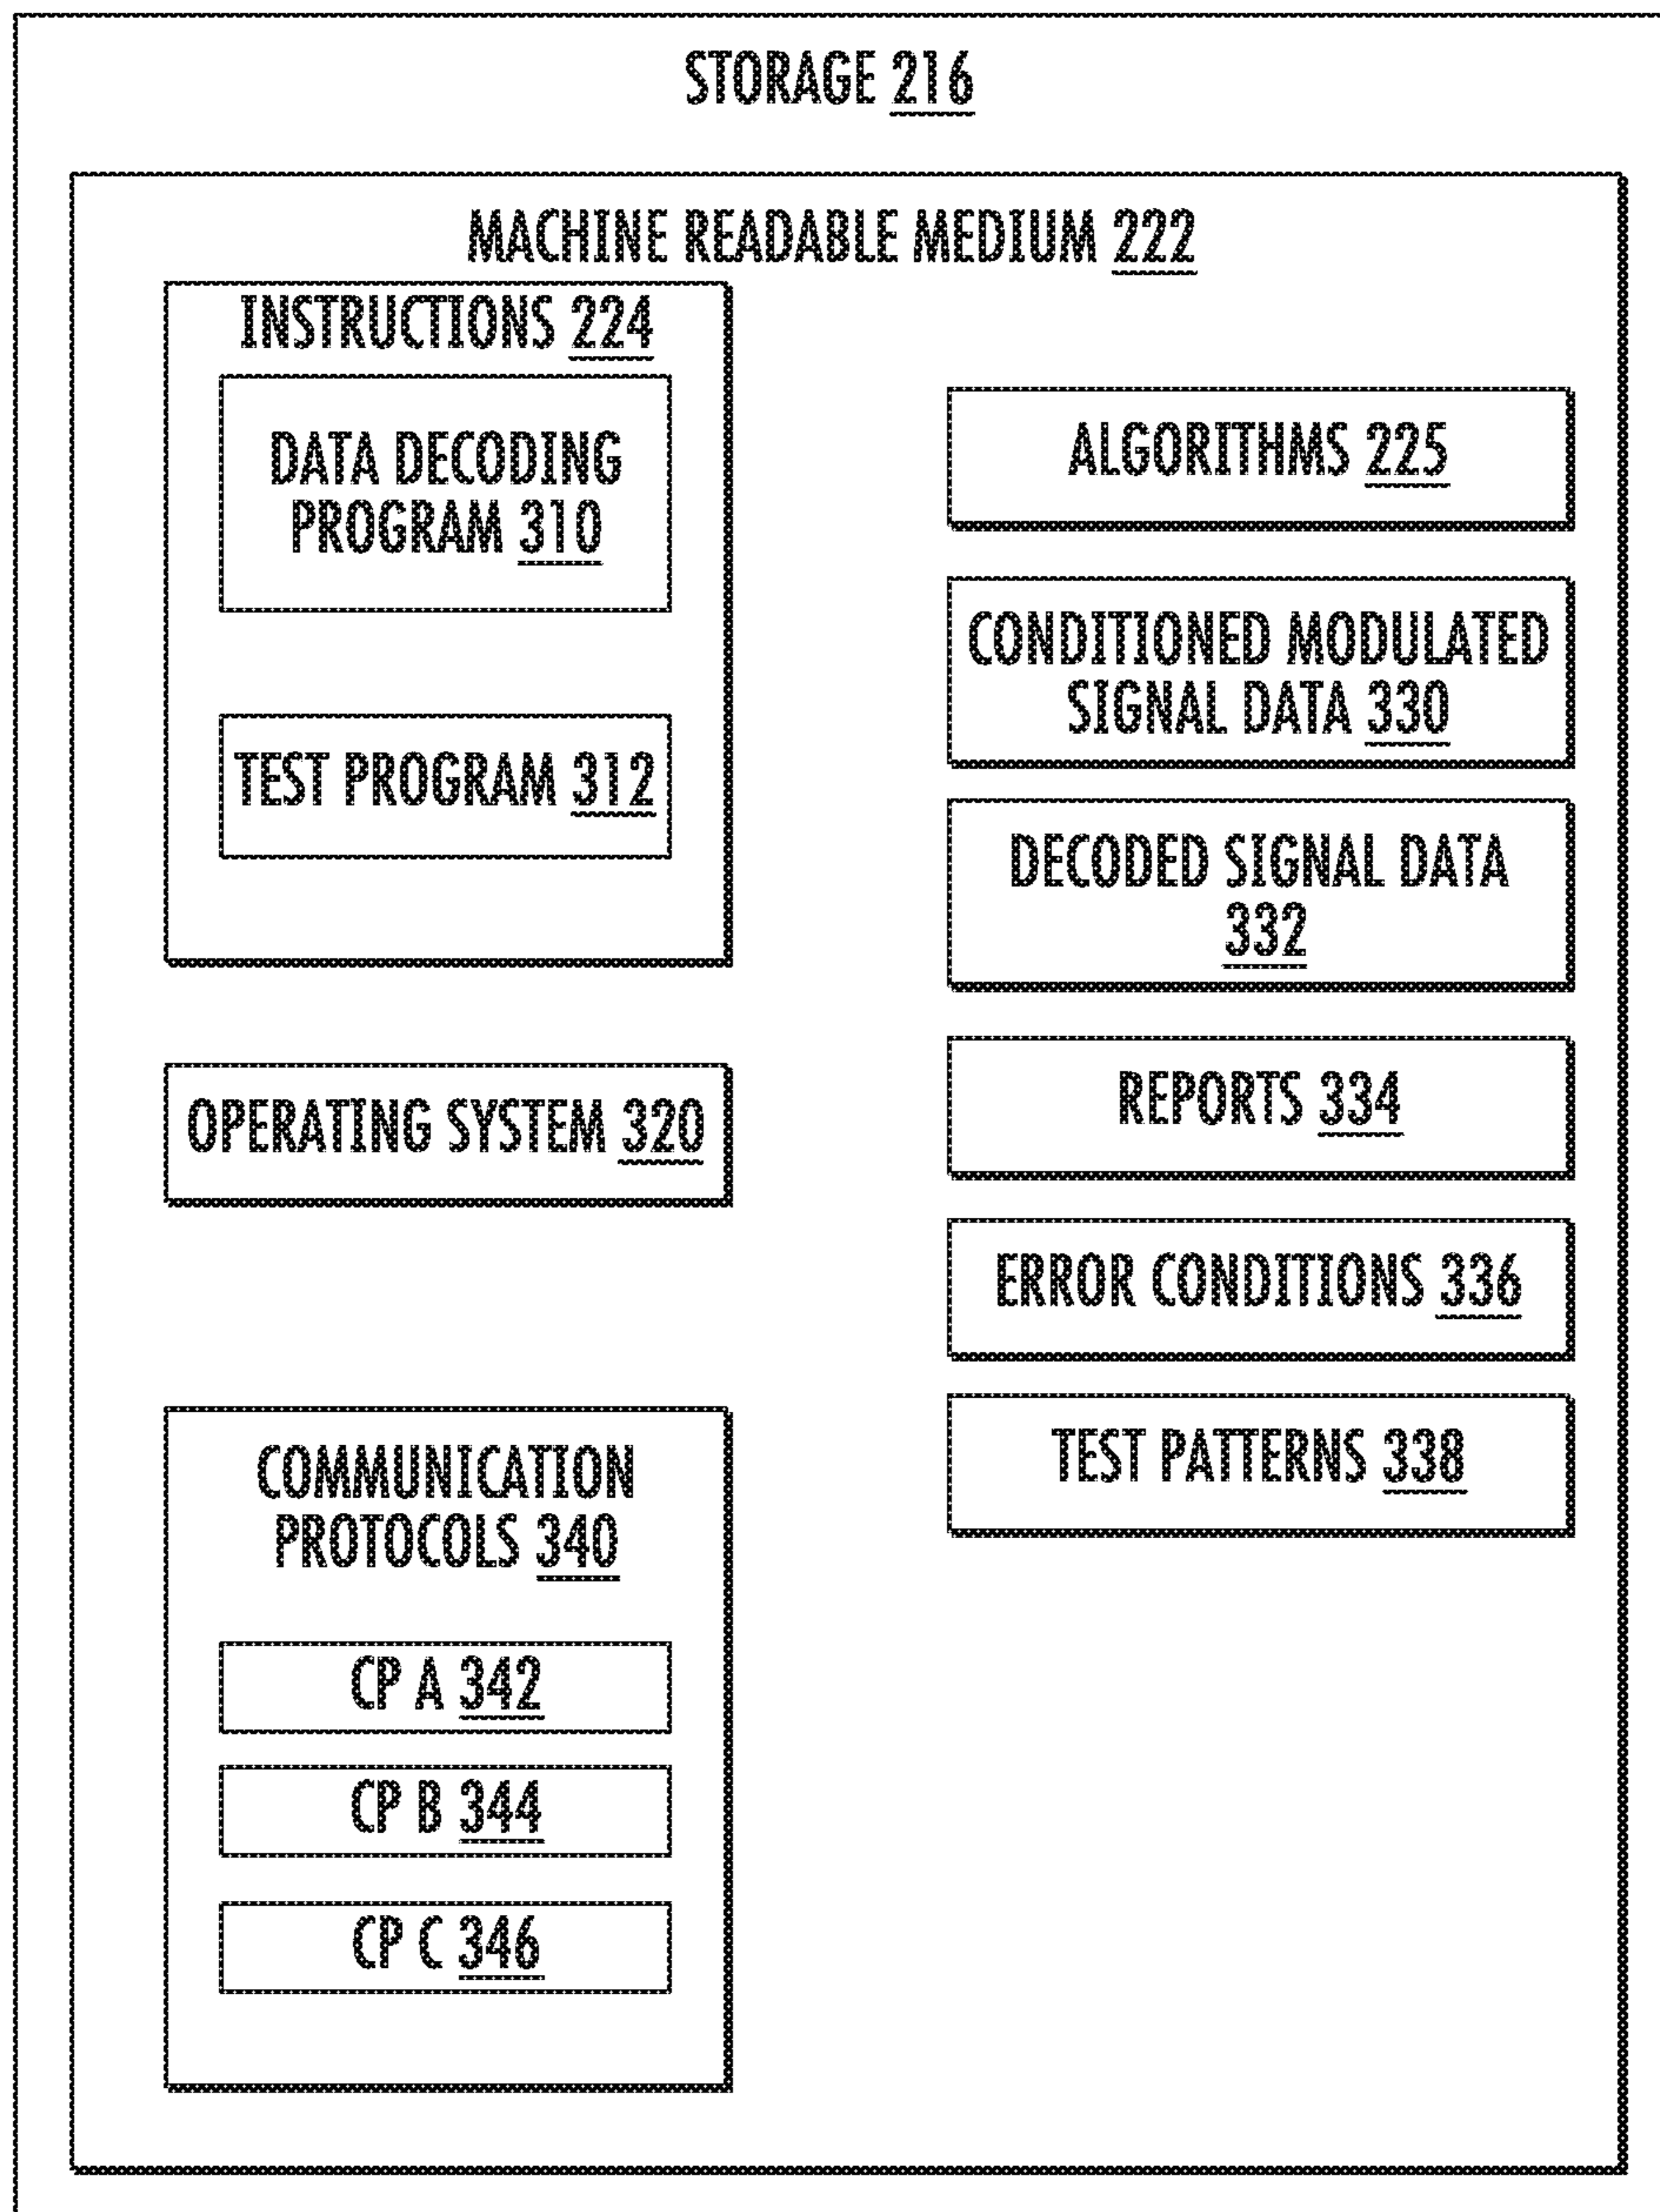 STORAGE 216
MACHINE READABLE MEDIUM 222
INSTRUCTIONS 224
DATA DECODING
PROGRAM 310
TEST PROGRAM 312
OPERATING SYSTEM 320
COMMUNICATION
PROTOCOLS 340
CP A 342
CP B 344
CP C 346
ALGORITHMS 225
CONDITIONED MODULATED
SIGNAL DATA 330
DECODED SIGNAL DATA
332
REPORTS 334
ERROR CONDITIONS 336
TEST PATTERNS 338